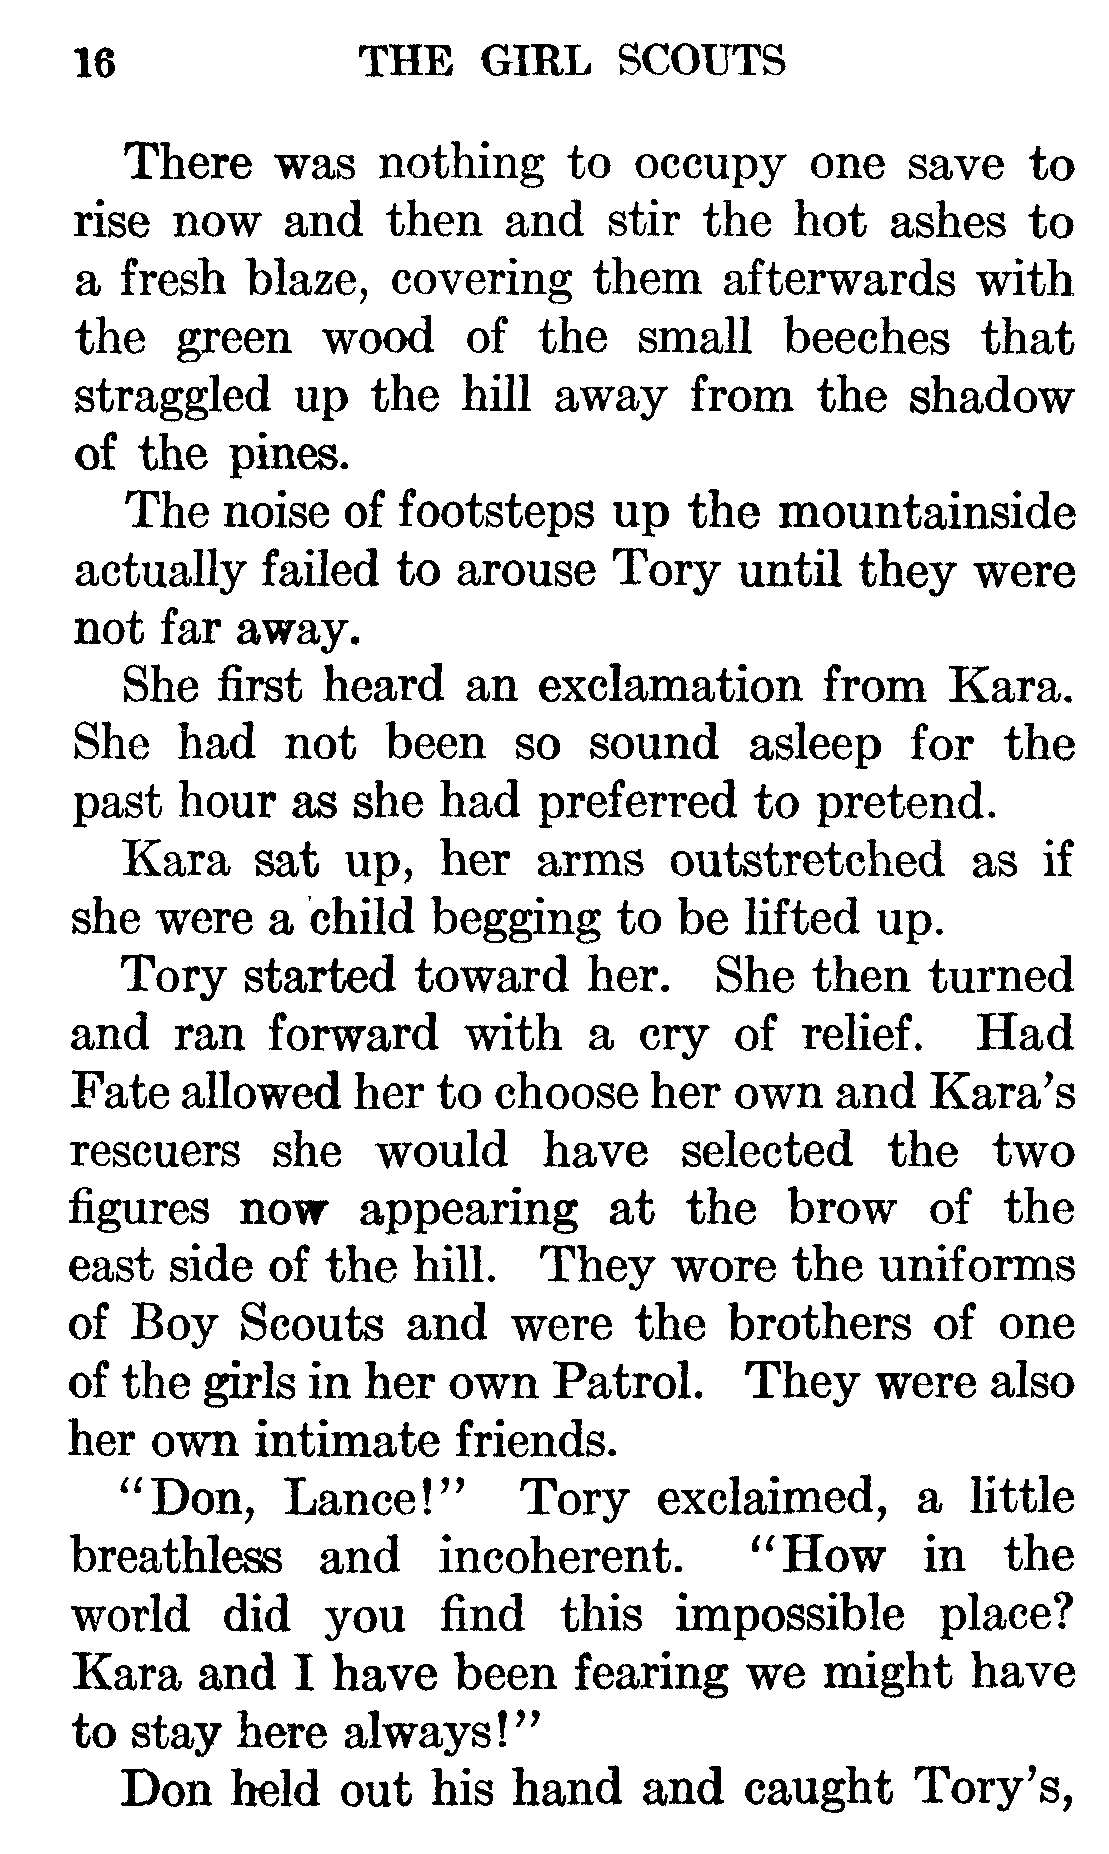 16 THE GIRL SCOUTS
There was nothing to occupy one save to
rise now and then and stir the hot ashes to
a fresh blaze, covering them afterwards with
the green wood of the small beeches that
straggled up the hill away from the shadow
of the pines.
The noise of footsteps up the mountainside
actually failed to arouse Tory until they were
not far away.
She first heard an exclamation from Kara.
She had not been so sound asleep for the
past hour as she had preferred to pretend.
Kara sat up, her arms outstretched as if
she were a child begging to be lifted up.
Tory started toward her. She then turned
and ran forward with a cry of relief. Had
Fate allowed her to choose her own and Kara's
rescuers she would have selected the two
figures now appearing at the brow of the
east side of the hill. They wore the uniforms
of Boy Scouts and were the brothers of one
of the girls in her own Patrol. They were also
her own intimate friends.
"Don, Lance!" Tory exclaimed, a little
breathless and incoherent. "How in the
world did you find this impossible place?
Kara and I have been fearing we might have
to stay here always!"
Don held out his hand and caught Tory's,